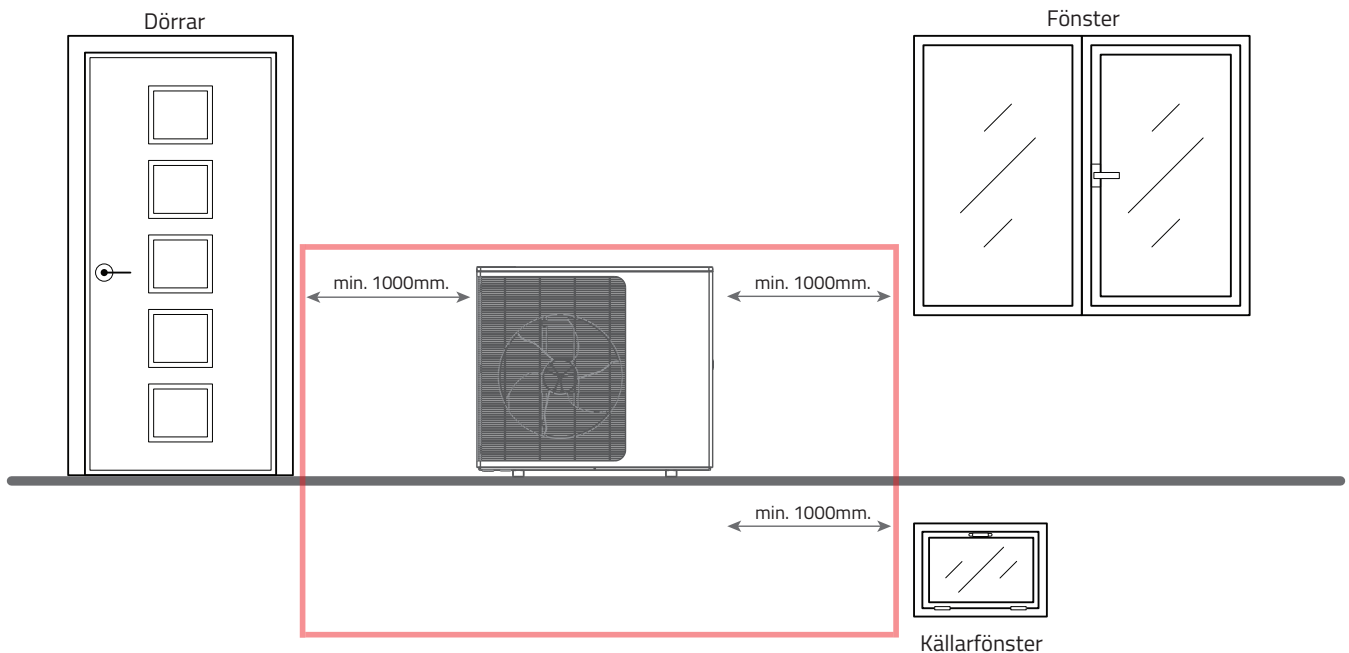 Dörrar
Fönster
min. 1000mm.
min. 1000mm.
min. 1000mm.
Källarfönster